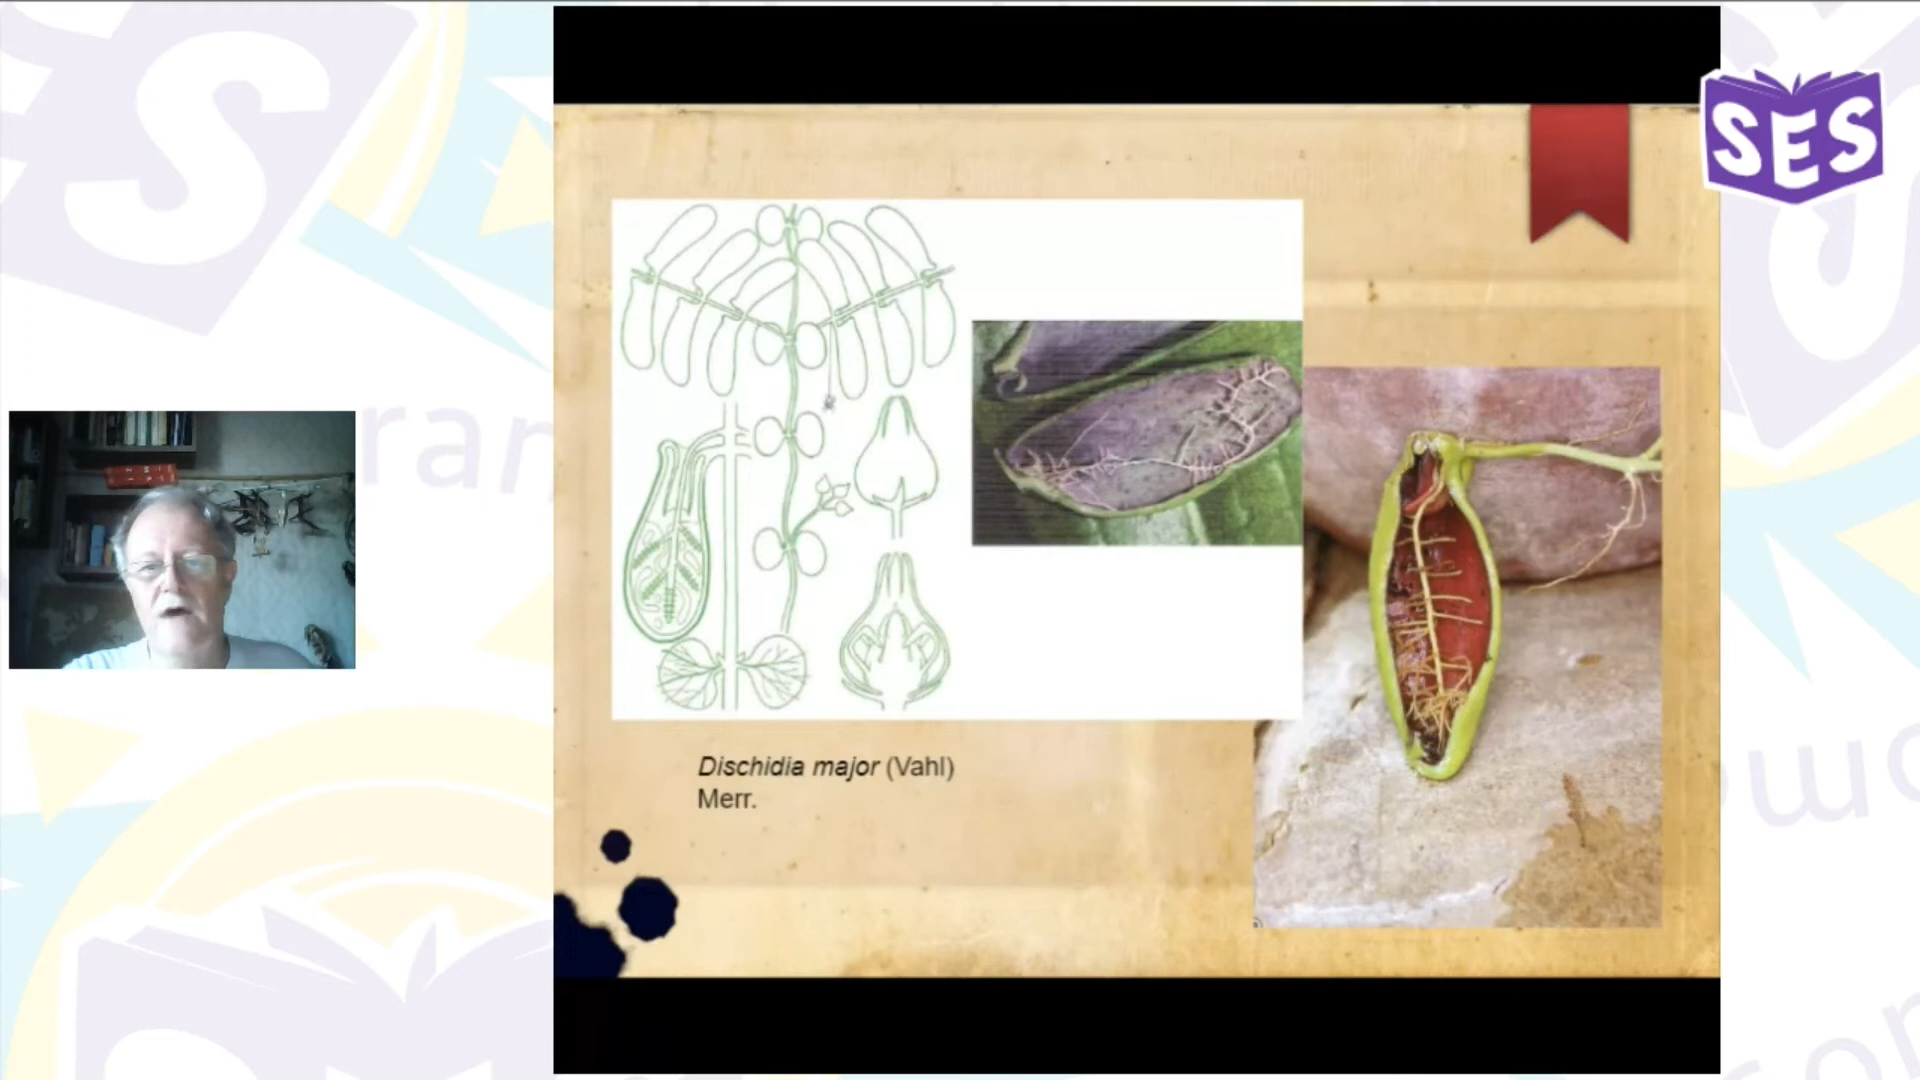 SES
Dischidia major (Vahl)
Merr.